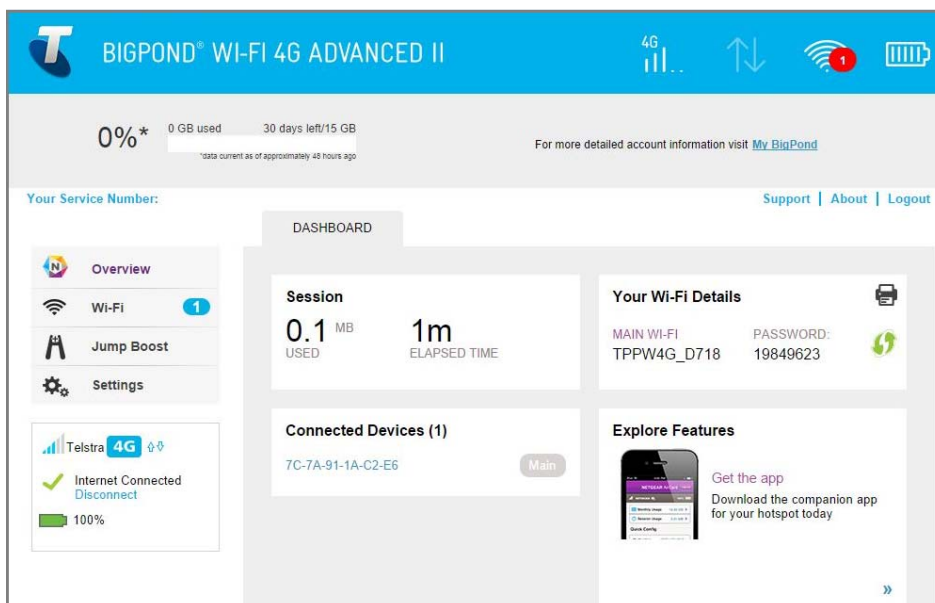 T
BIGPOND® WI-FI 4G ADVANCED II
4G
1
0%*
0 GB used 30 days left/15 GB
*data current as of approximately 48 hours ago
For more detailed account information visit My BigPond
Your Service Number:
Support | About | Logout
DASHBOARD
N Overview
Wi-Fi 1
Jump Boost
Settings
Telstra 4G
Internet Connected
Disconnect
100%
Session
0.1 MB 1m
USED ELAPSED TIME
Your Wi-Fi Details
MAIN WI-FI PASSWORD:
TPPW4G_D718 19849623
Connected Devices (1)
7C-7A-91-1A-C2-E6 Main
Explore Features
Get the app
Download the companion app
for your hotspot today
NETGEAR
Quick Config
»